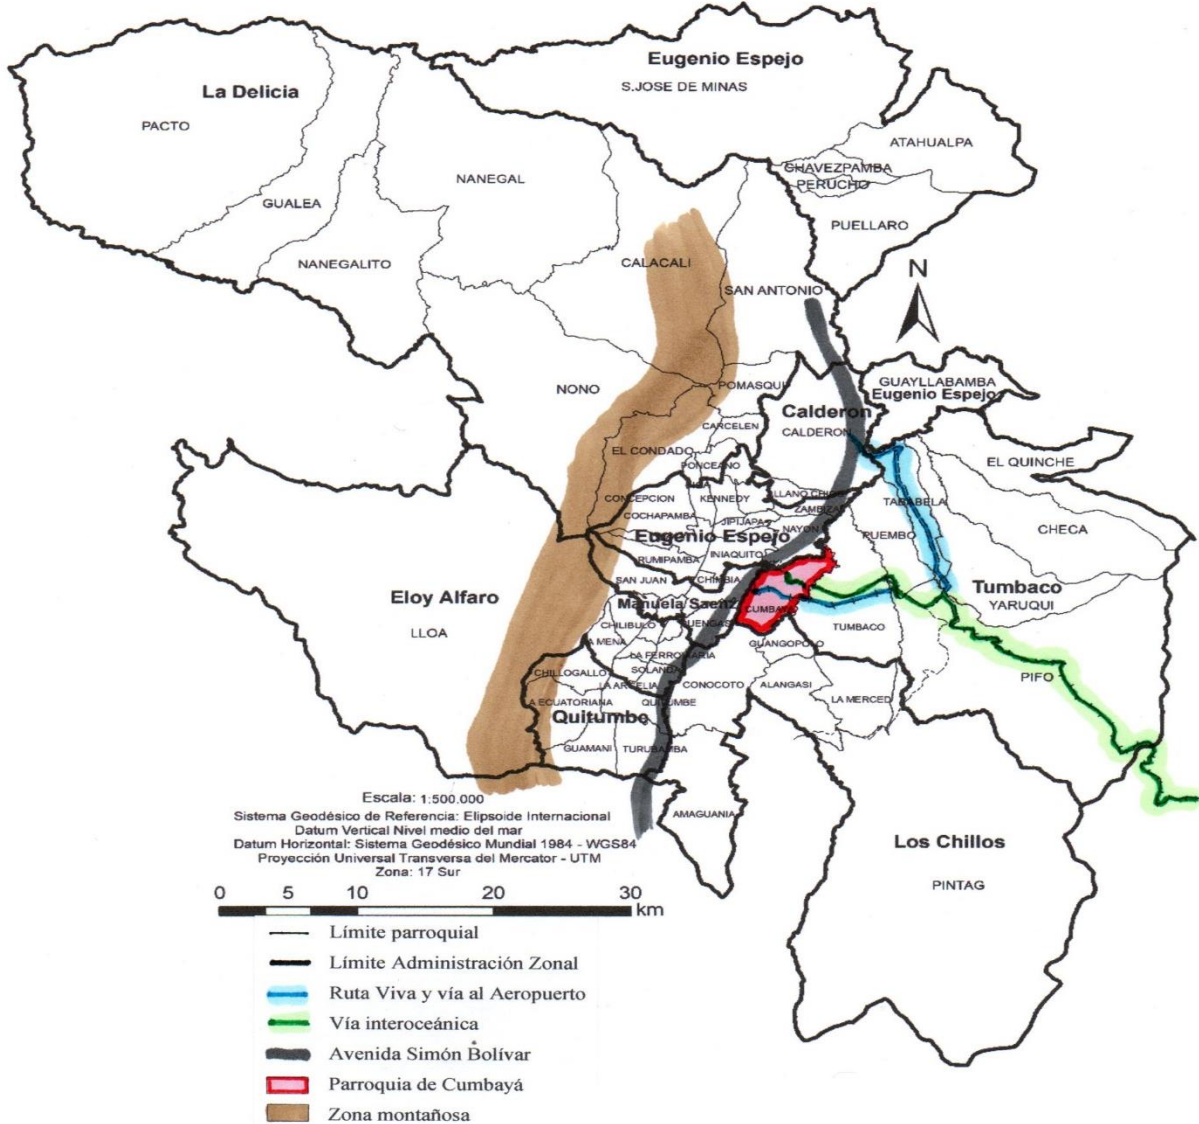 Eugenio Espejo
S.JOSE DE MINAS
La Delicia
PACTO
ATAHUALPA
CHAVEZPAMBA
PERUCHO
NANEGAL
GUALEA
PUELLARO
NANEGALITO
CALACALI
SAN ANTONIO
N
NONO
POMASQUI
GUAYLLABAMBA
Eugenio Espejo
Calderon
CALDERON
CARCELEN
EL CONDADO
PONCEANO
EL QUINCHE
CONCEPCION
KENNEDY
LLANO CHICO
ZAMBIZA
TABABELA
COCHAPAMBA
JIPIJAPA
NAYON
CHECA
Eugenio Espejo
PUEMBO
RUMIPAMBA
INIAQUITO
SAN JUAN
CHIMBIA
Tumbaco
YARUQUI
Eloy Alfaro
LLOA
Manuela Saenz
CUMBAYA
CHILIBULO
PUENGASI
TUMBACO
LA MENA
GUANGOPOLO
LA FERROVIARIA
SOLANDA
CHILLOGALLO
LA ARGELIA
CONOCOTO
ALANGASI
PIFO
LA ECUATORIANA
QUITUMBE
LA MERCED
Quitumbe
GUAMANI
TURUBAMBA
AMAGUANIA
Los Chillos
PINTAG
Escala: 1:500.000
Sistema Geodésico de Referencia: Elipsoide Internacional
Datum Vertical Nivel medio del mar
Datum Horizontal: Sistema Geodésico Mundial 1984 - WGS84
Proyección Universal Transversa del Mercator - UTM
Zona: 17 Sur
0 5 10 20 30
km
Límite parroquial
Límite Administración Zonal
Ruta Viva y vía al Aeropuerto
Vía interoceánica
Avenida Simón Bolívar
Parroquia de Cumbayá
Zona montañosa